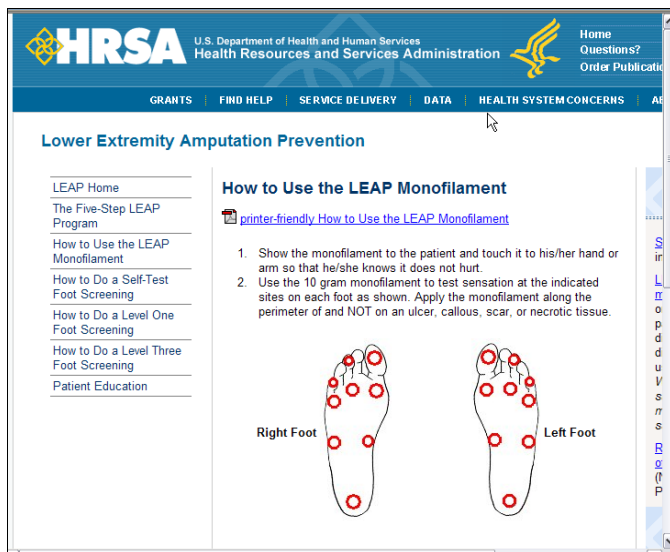 HRSA
U.S. Department of Health and Human Services
Health Resources and Services Administration
Home
Questions?
Order
GRANTS
FIND HELP
SERVICE DELIVERY
DATA
HEALTH SYSTEM CONCERNS
Lower Extremity Amputation Prevention
LEAP Home
The Five-Step LEAP
Program
How to Use the LEAP
Monofilament
How to Do a Self-Test
Foot Screening
How to Do a Level One
Foot Screening
How to Do a Level Three
Foot Screening
Patient Education
How to Use the LEAP Monofilament
printer-friendly How to Use the LEAP Monofilament
1. Show the monofilament to the patient and touch it to his/her hand or
arm so that he/she knows it does not hurt.
2. Use the 10 gram monofilament to test sensation at the indicated
sites on each foot as shown. Apply the monofilament along the
perimeter of and NOT on an ulcer, callous, scar, or necrotic tissue.
Right Foot
Left Foot